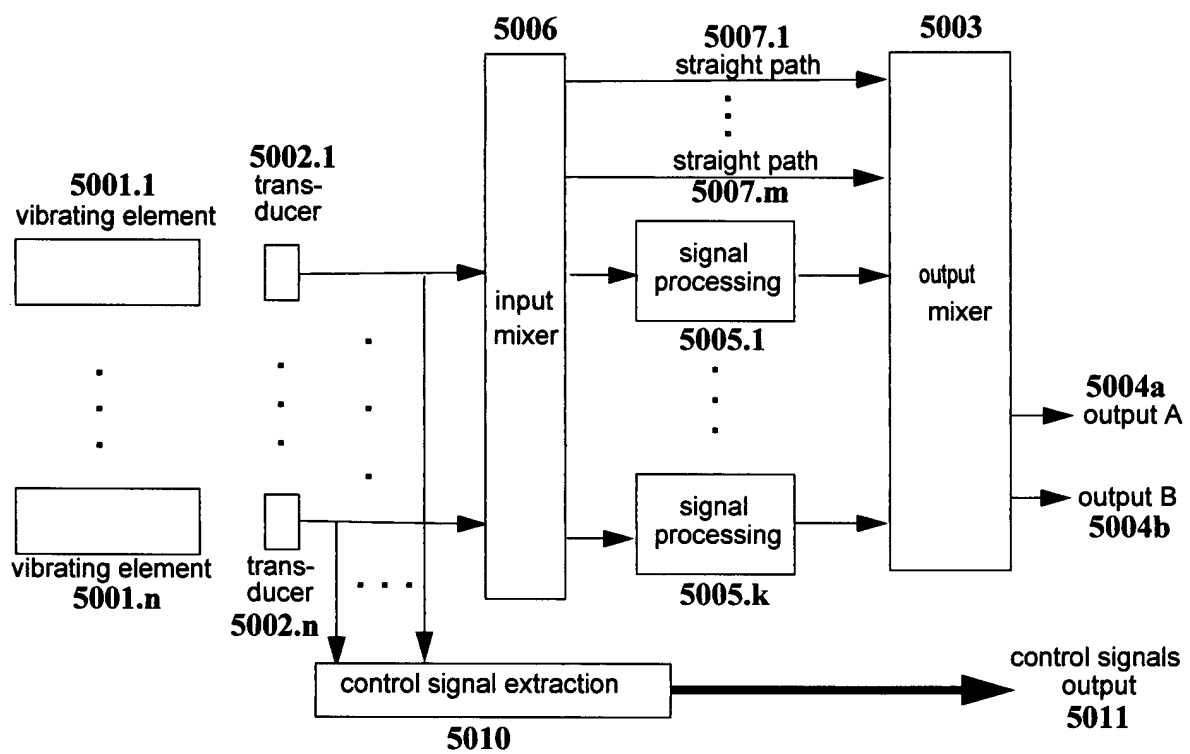 5006
5007.1
straight path
5003
straight path
5007.m
5002.1
trans-
ducer
5001.1
vibrating element
signal
processing
5005.1
input
mixer
output
mixer
5004a
output A
output B
5004b
signal
processing
5005.k
vibrating element
5001.n
trans-
ducer
5002.n
control signal extraction
5010
control signals
output
5011